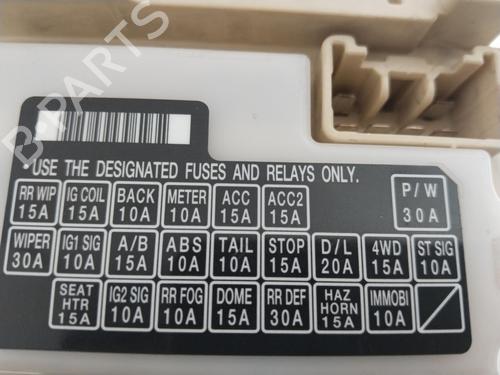 • USE THE DESIGNATED FUSES AND RELAYS ONLY.
RR WIP 15A
IG COIL 15A
BACK 10A
METER 10A
ACC 15A
ACC2 15A
P/W 30A
WIPER 30A
IG1 SIG 10A
A/B 15A
ABS 10A
TAIL 10A
STOP 15A
D/L 20A
4WD 15A
ST SIG 10A
SEAT HTR 15A
IG2 SIG 10A
RR FOG 10A
DOME 15A
RR DEF 30A
HAZ HORN 15A
IMMOBI 10A